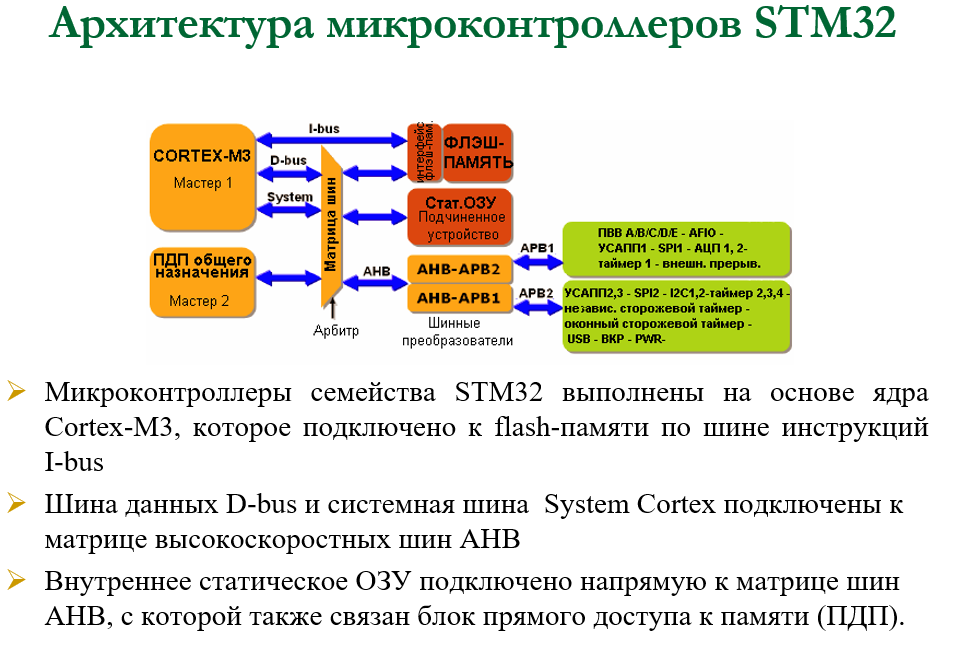 Архитектура микроконтроллеров STM32
I-bus
CORTEX-M3
Мастер 1
D-bus
System
Матрица шин
интерфейс
флэш-пам.
ФЛЭШ-
ПАМЯТЬ
Стат.ОЗУ
Подчиненное
устройство
ПДП общего
назначения
Мастер 2
AHB
AHB-APB2
AHB-APB1
APB1
APB2
ПВВ A/B/C/D/E - AFIO -
УСАПП1 - SPI1 - АЦП 1, 2-
таймер 1 - внешн. прерыв.
УСАПП2,3 - SPI2 - I2C1,2-таймер 2,3,4 -
независ. сторожевой таймер -
оконный сторожевой таймер -
USB - BKP - PWR-
Арбитр
Шинные
преобразователи
Микроконтроллеры семейства STM32 выполнены на основе ядра
Cortex-M3, которое подключено к flash-памяти по шине инструкций
I-bus
Шина данных D-bus и системная шина System Cortex подключены к
матрице высокоскоростных шин AHB
Внутреннее статическое ОЗУ подключено напрямую к матрице шин
AHB, с которой также связан блок прямого доступа к памяти (ПДП).